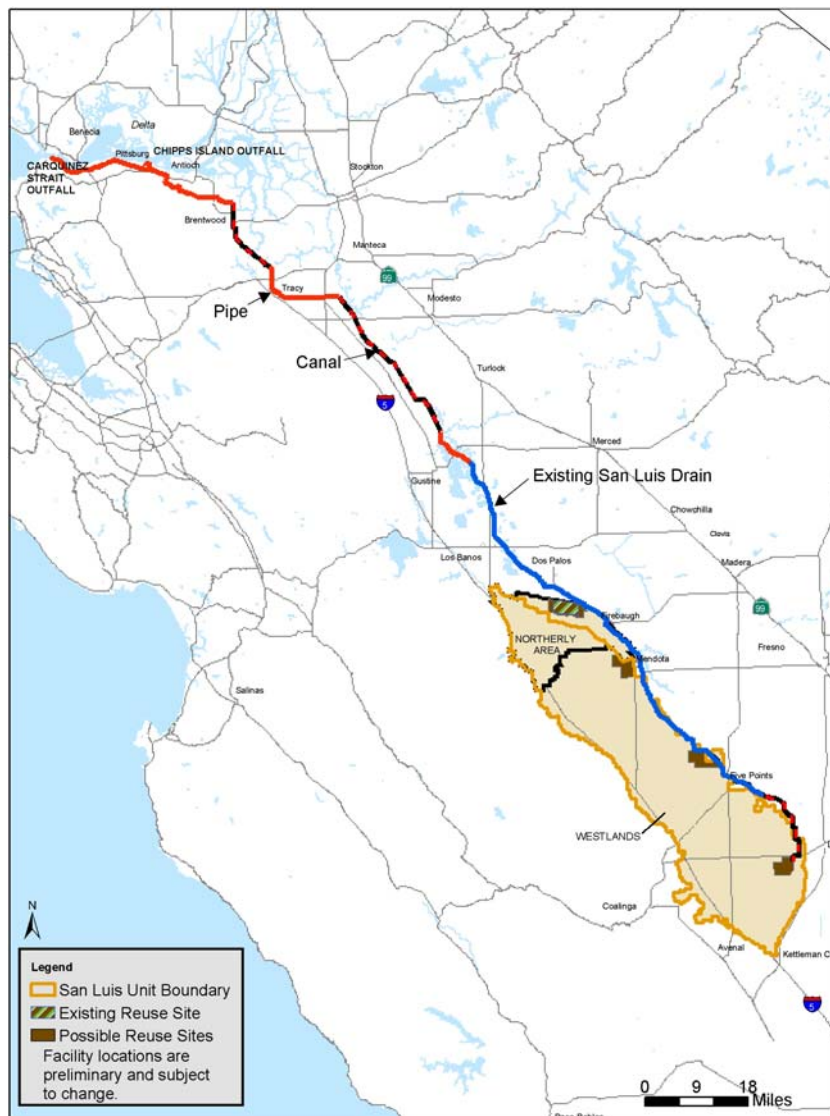 Benecia
Delta
Pittsburg
CHIPPS ISLAND OUTFALL
Antioch
CARQUINEZ
STRAIT
OUTFALL
Stockton
Brentwood
Manteca
99
Tracy
Modesto
Pipe
Canal
Turlock
5
Merced
Gustine
Existing San Luis Drain
Chowchilla
Clovis
Los Banos
Dos Palos
Madera
Firebaugh
99
NORTHERLY
AREA
Fresno
Mendota
Salinas
Five Points
WESTLANDS
Coalinga
Avenal
Kettleman C
N
5
Legend
San Luis Unit Boundary
Existing Reuse Site
Possible Reuse Sites
Facility locations are
preliminary and subject
to change.
0 9 18
Miles